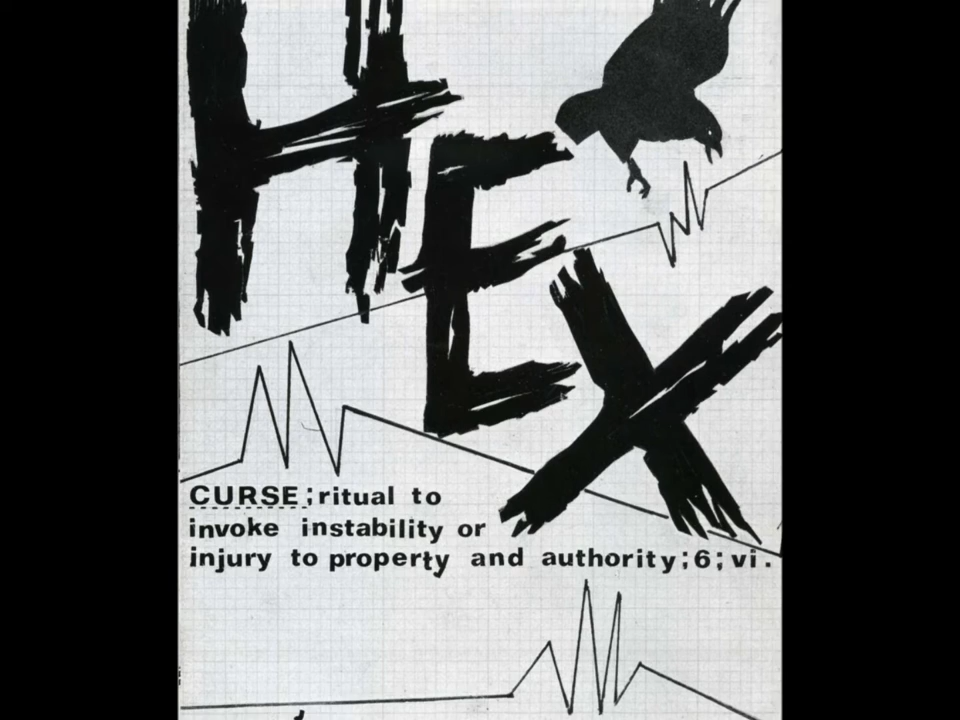 HEX
CURSE;ritual to
invoke instability or
injury to property and authority;6;vi.